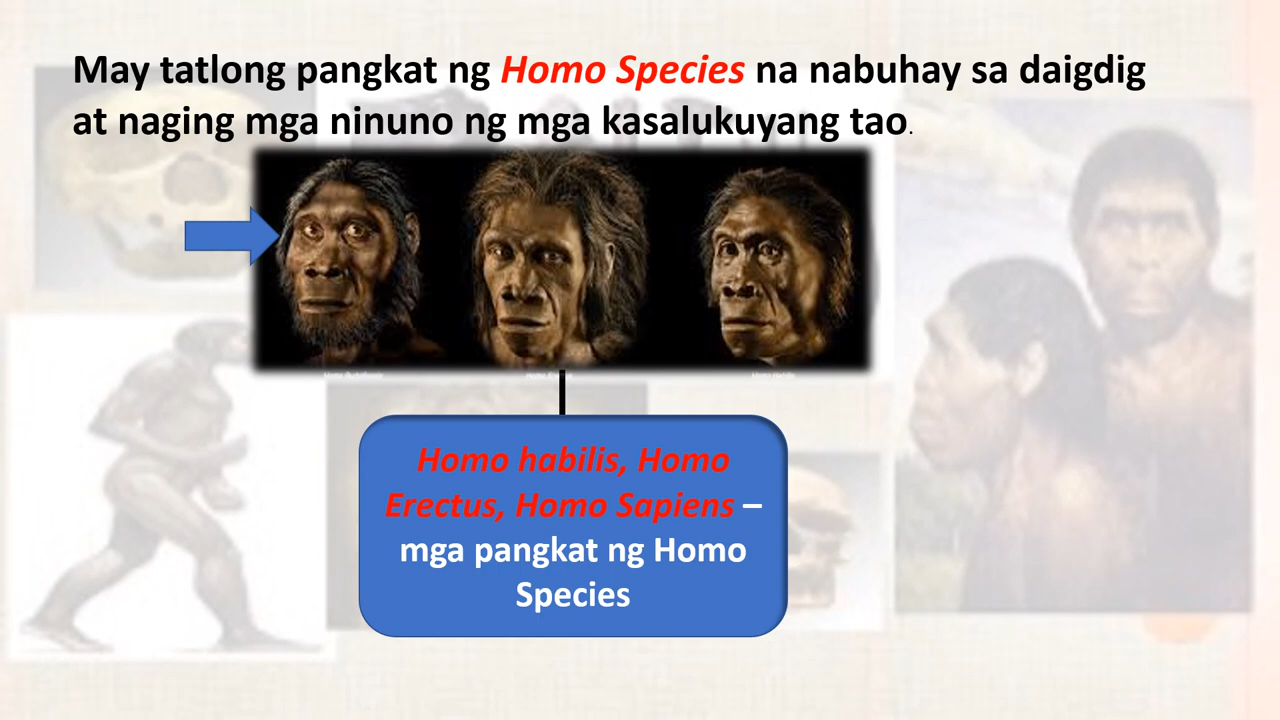 May tatlong pangkat ng Homo Species na nabuhay sa daigdig
at naging mga ninuno ng mga kasalukuyang tao.
Homo habilis, Homo
Erectus, Homo Sapiens –
mga pangkat ng Homo
Species